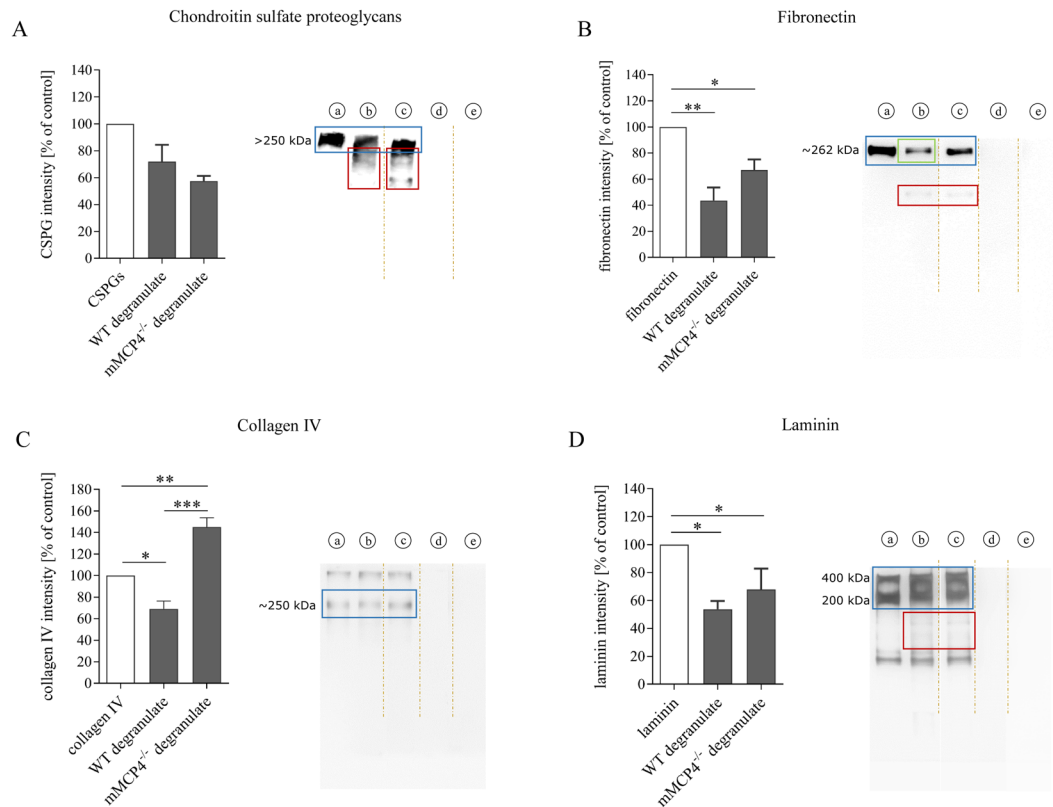 A
Chondroitin sulfate proteoglycans
CSPG intensity [% of control]
140
120
100
80
60
40
20
0
CSPGs
WT degranulate
mMCP4-/- degranulate
a b c d e
>250 kDa
B
Fibronectin
fibronectin intensity [% of control]
140
120
100
80
60
40
20
0
*
**
fibronectin
WT degranulate
mMCP4-/- degranulate
a b c d e
~262 kDa
C
Collagen IV
collagen IV intensity [% of control]
180
160
140
120
100
80
60
40
20
0
**
***
*
collagen IV
WT degranulate
mMCP4-/- degranulate
a b c d e
~250 kDa
D
Laminin
laminin intensity [% of control]
140
120
100
80
60
40
20
0
*
*
laminin
WT degranulate
mMCP4-/- degranulate
a b c d e
400 kDa
200 kDa